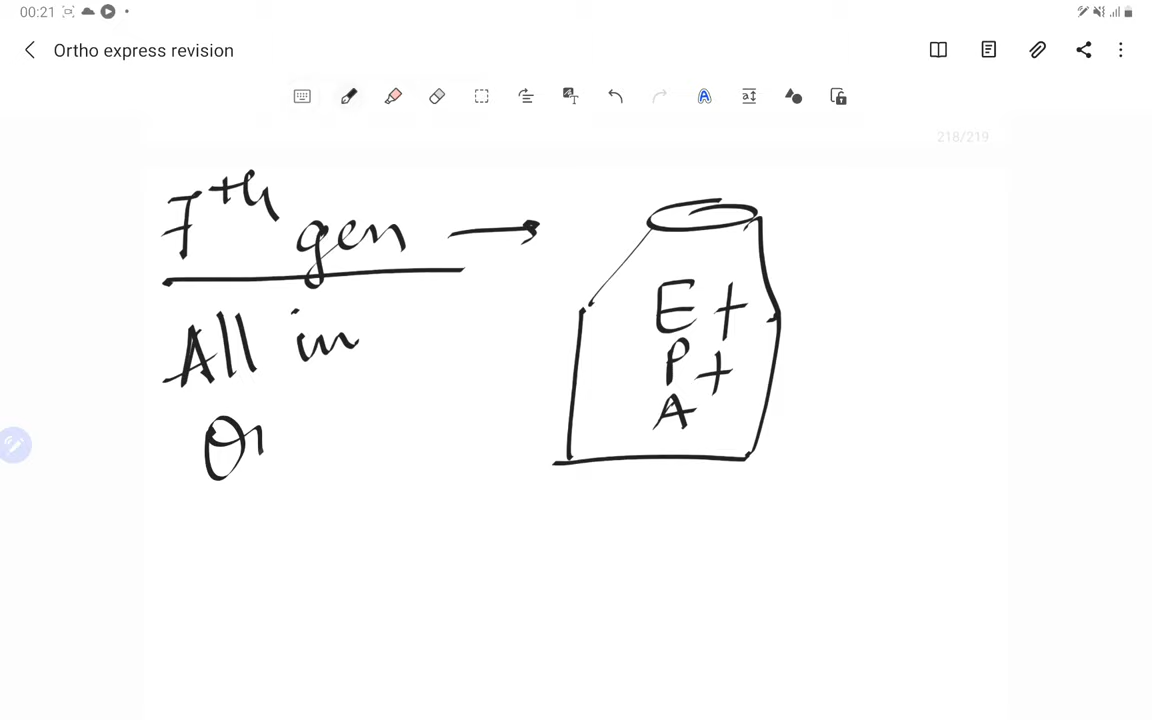 00:21
Ortho express revision
218/219
7th gen →
All in
On
E +
P +
A